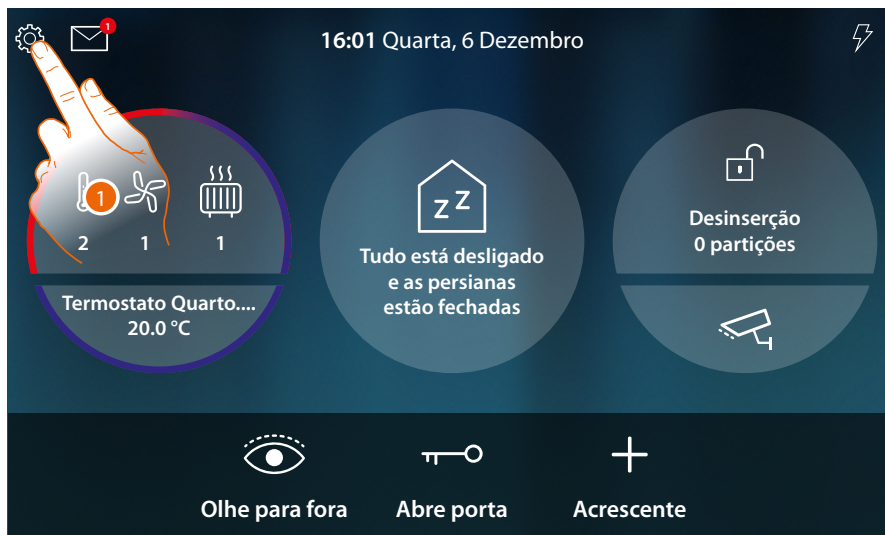 1
16:01 Quarta, 6 Dezembro
1
2
1
1
Termostato Quarto....
20.0 °C
z Z
Tudo está desligado
e as persianas
estão fechadas
Desinserção
0 partições
Olhe para fora
Abre porta
Acrescente